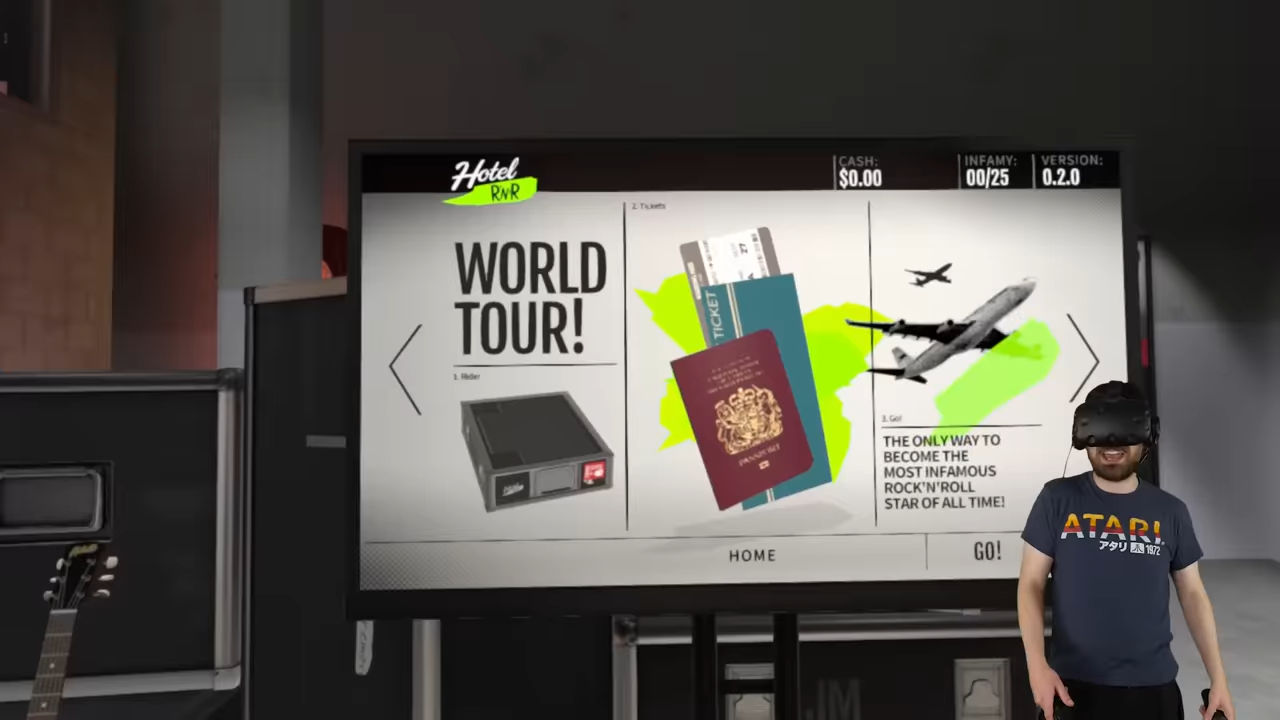 Hotel
RNR
CASH:
$0.00
INFAMY:
00/25
VERSION:
0.2.0
WORLD
TOUR!
1. Rider
2. Tickets
TICKET
PASSPORT
3. Go!
THE ONLY WAY TO
BECOME THE
MOST INFAMOUS
ROCK'N'ROLL
STAR OF ALL TIME!
HOME
GO!
ATARI
アタリ 1972
JM